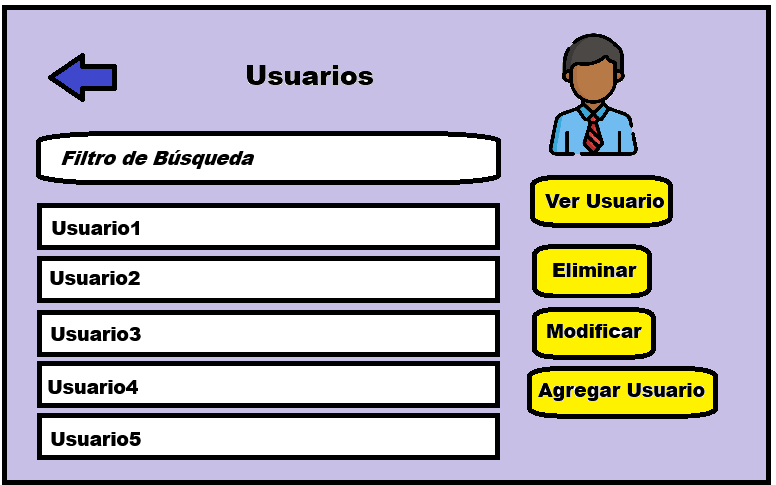 Usuarios
Filtro de Búsqueda
Usuario1
Usuario2
Usuario3
Usuario4
Usuario5
Ver Usuario
Eliminar
Modificar
Agregar Usuario